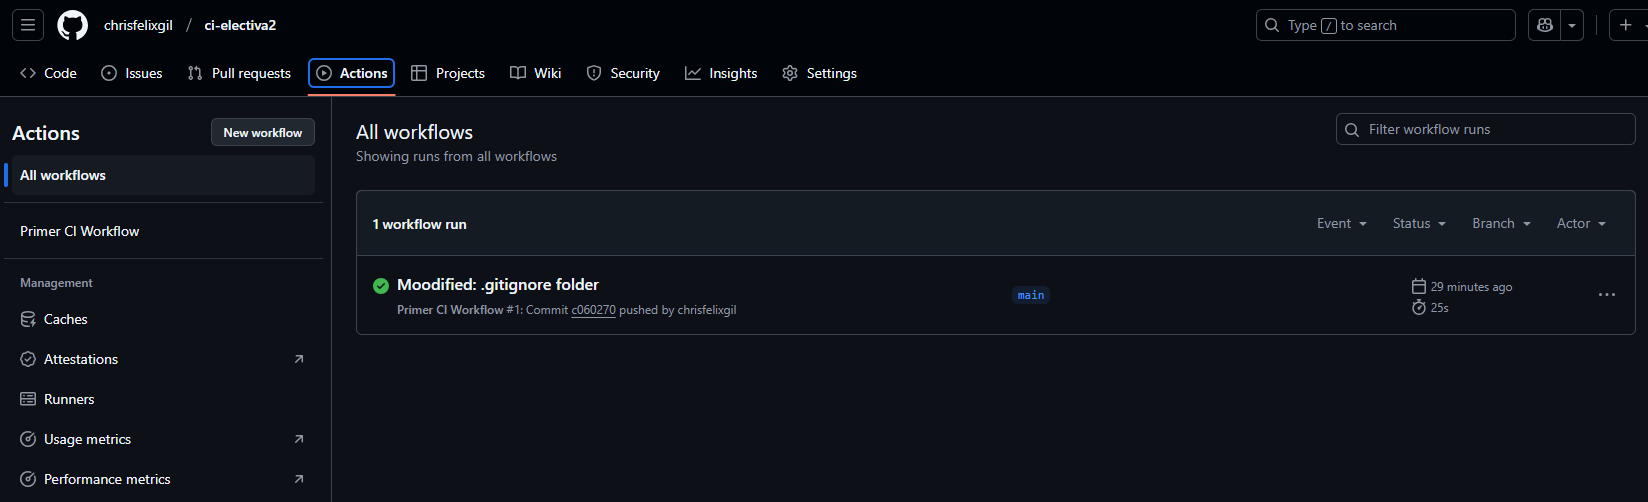 chrisfelixgil / ci-electiva2
Type / to search
Code Issues Pull requests Actions Projects Wiki Security Insights Settings
Actions
New workflow
All workflows
Primer CI Workflow
Management
Caches
Attestations
Runners
Usage metrics
Performance metrics
All workflows
Showing runs from all workflows
Filter workflow runs
1 workflow run
Event Status Branch Actor
Moodified: .gitignore folder
Primer CI Workflow #1: Commit c060270 pushed by chrisfelixgil
main
29 minutes ago
25s